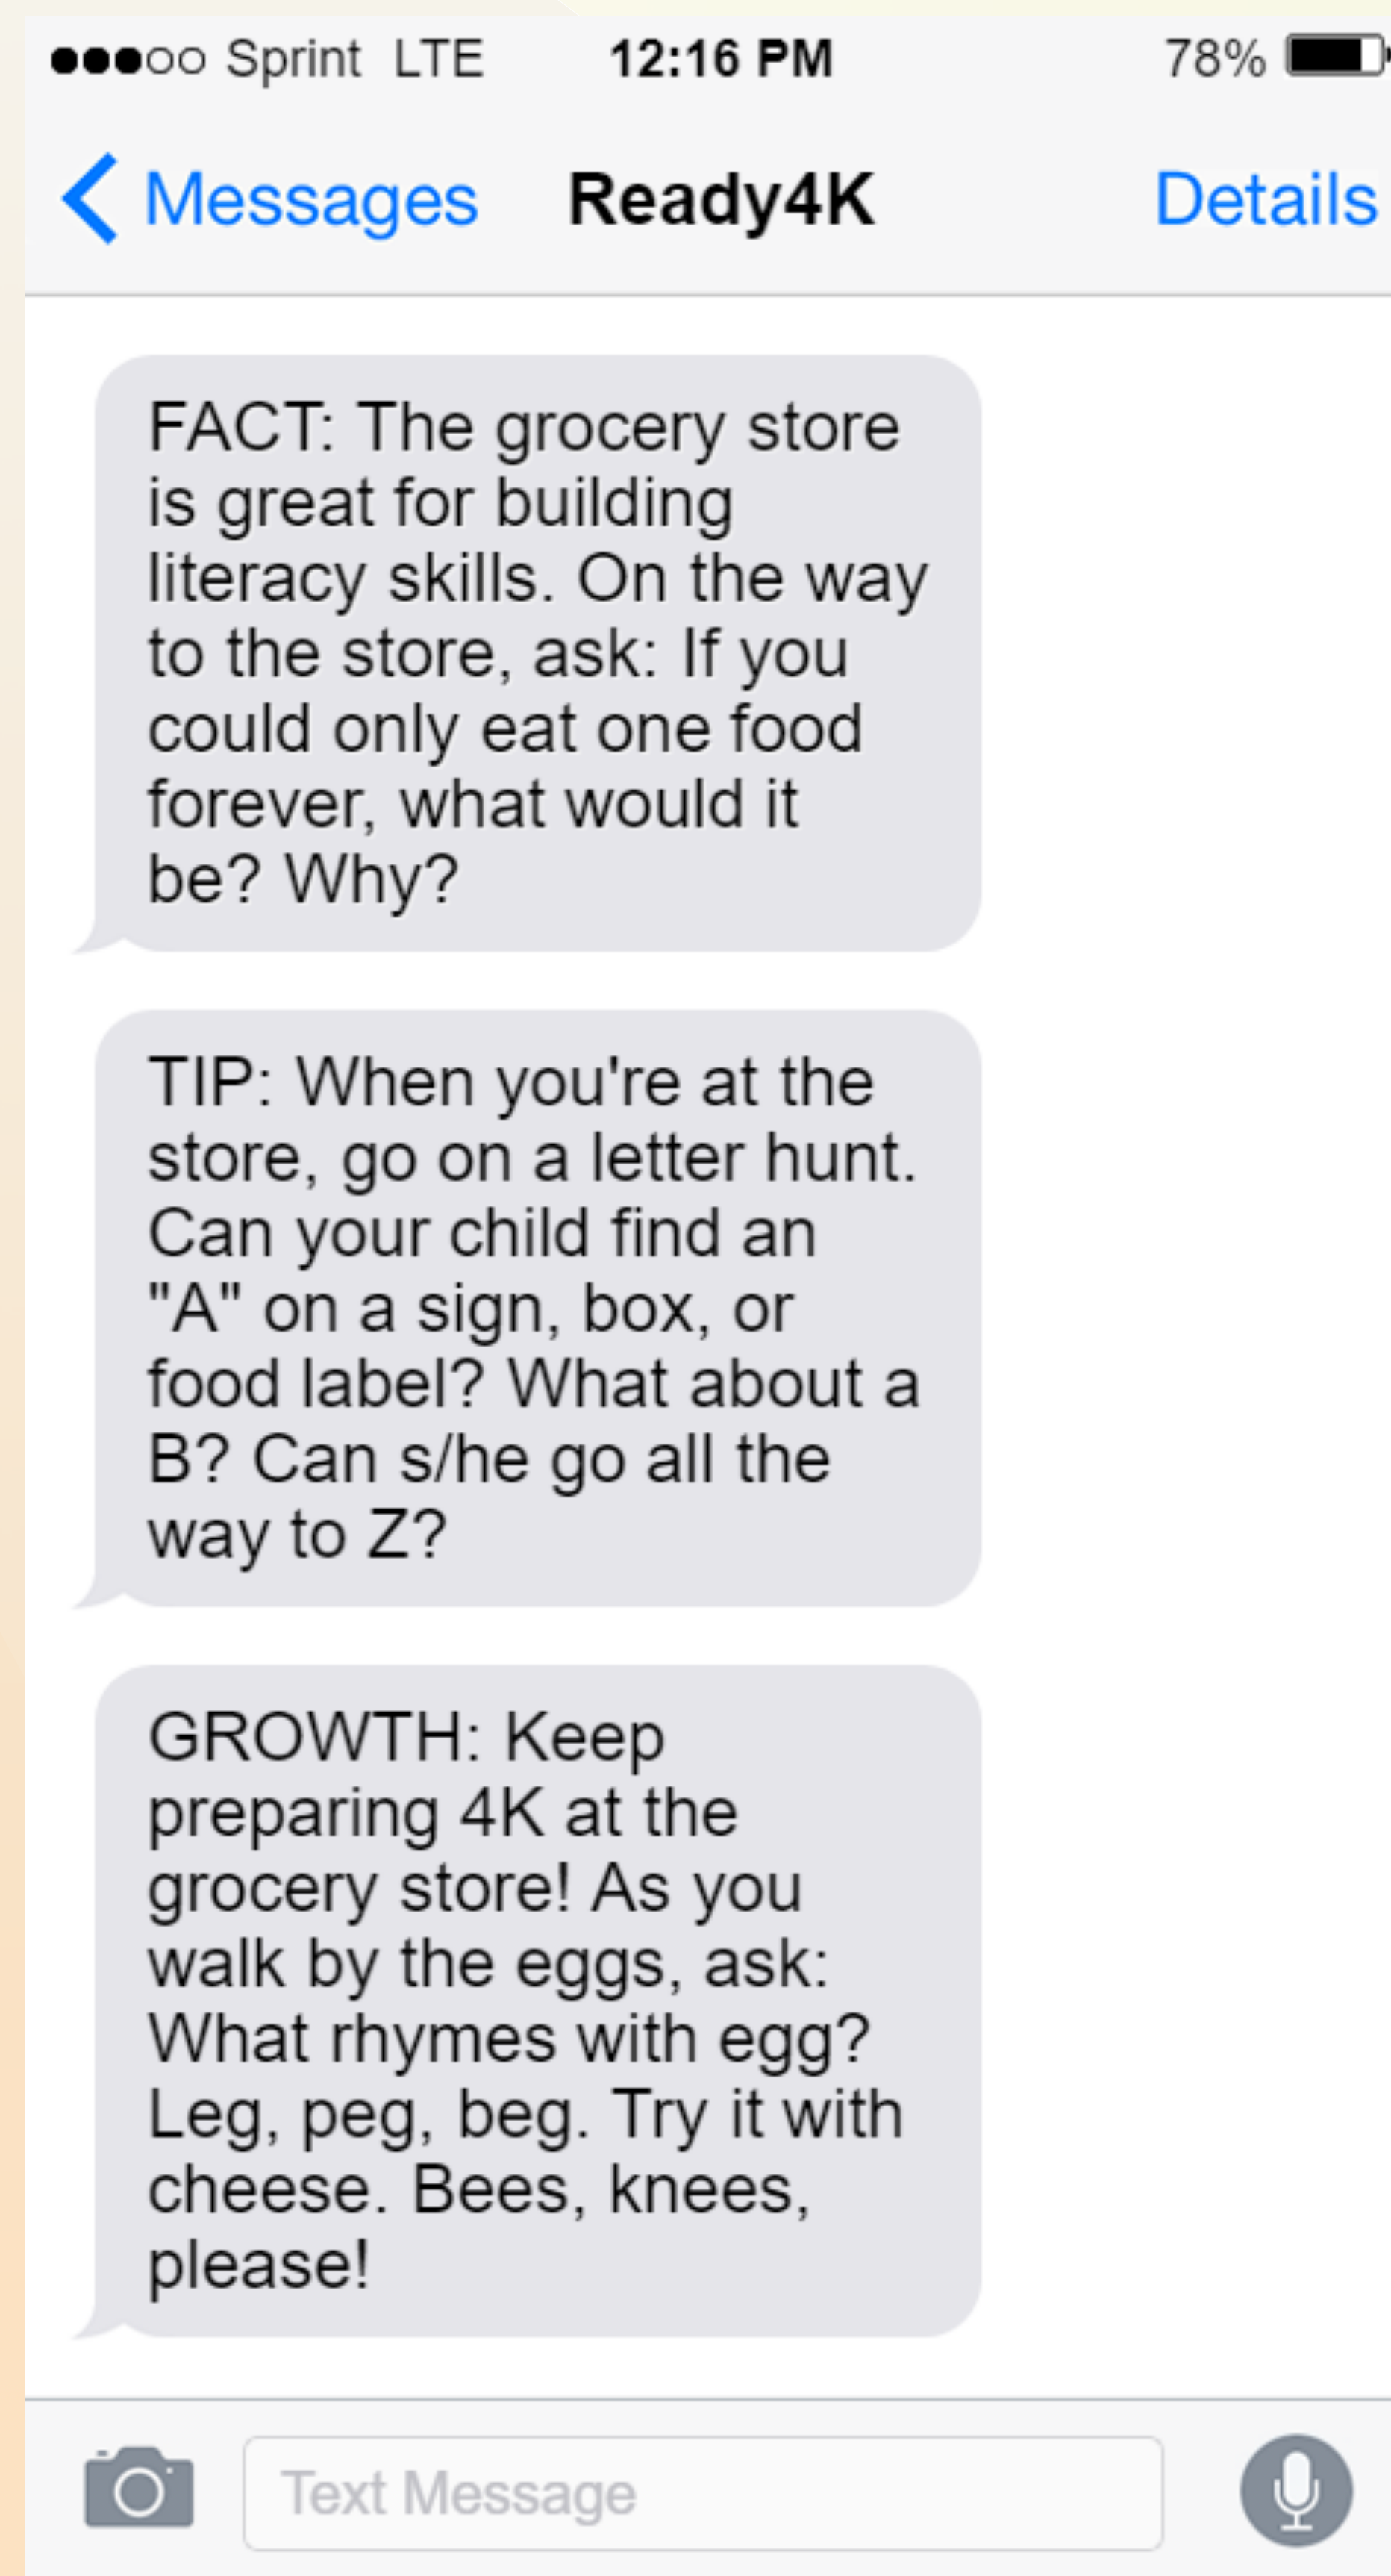 Sprint LTE 12:16 PM 78%
Messages Ready4K Details
FACT: The grocery store
is great for building
literacy skills. On the way
to the store, ask: If you
could only eat one food
forever, what would it
be? Why?
TIP: When you're at the
store, go on a letter hunt.
Can your child find an
"A" on a sign, box, or
food label? What about a
B? Can s/he go all the
way to Z?
GROWTH: Keep
preparing 4K at the
grocery store! As you
walk by the eggs, ask:
What rhymes with egg?
Leg, peg, beg. Try it with
cheese. Bees, knees,
please!
Text Message